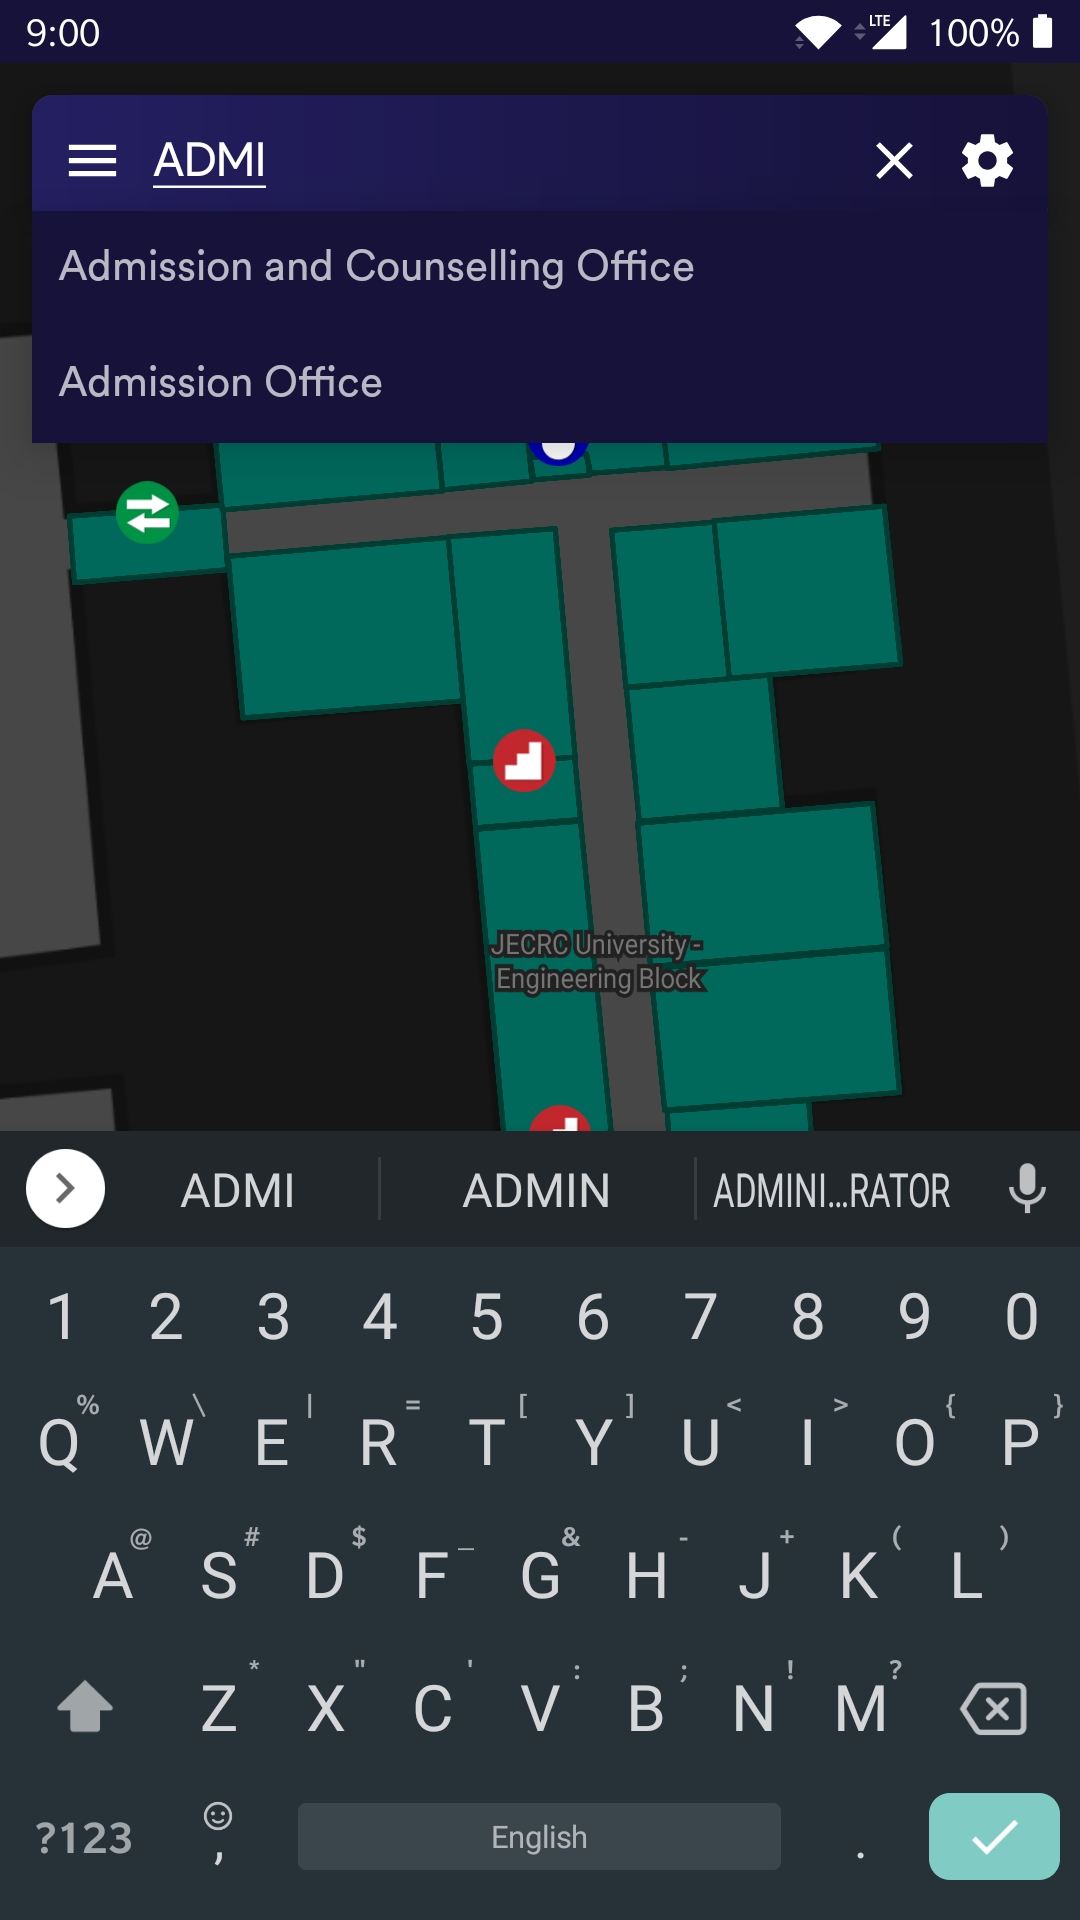 9:00 LTE 100%
ADMI
Admission and Counselling Office
Admission Office
JECRC University -
Engineering Block
ADMI ADMIN ADMINI...RATOR
1 2 3 4 5 6 7 8 9 0
% \ | = [ ] < > { }
Q W E R T Y U I O P
@ # $ _ & - + ( )
A S D F G H J K L
* " ' : ; ! ?
Z X C V B N M
?123 , English .